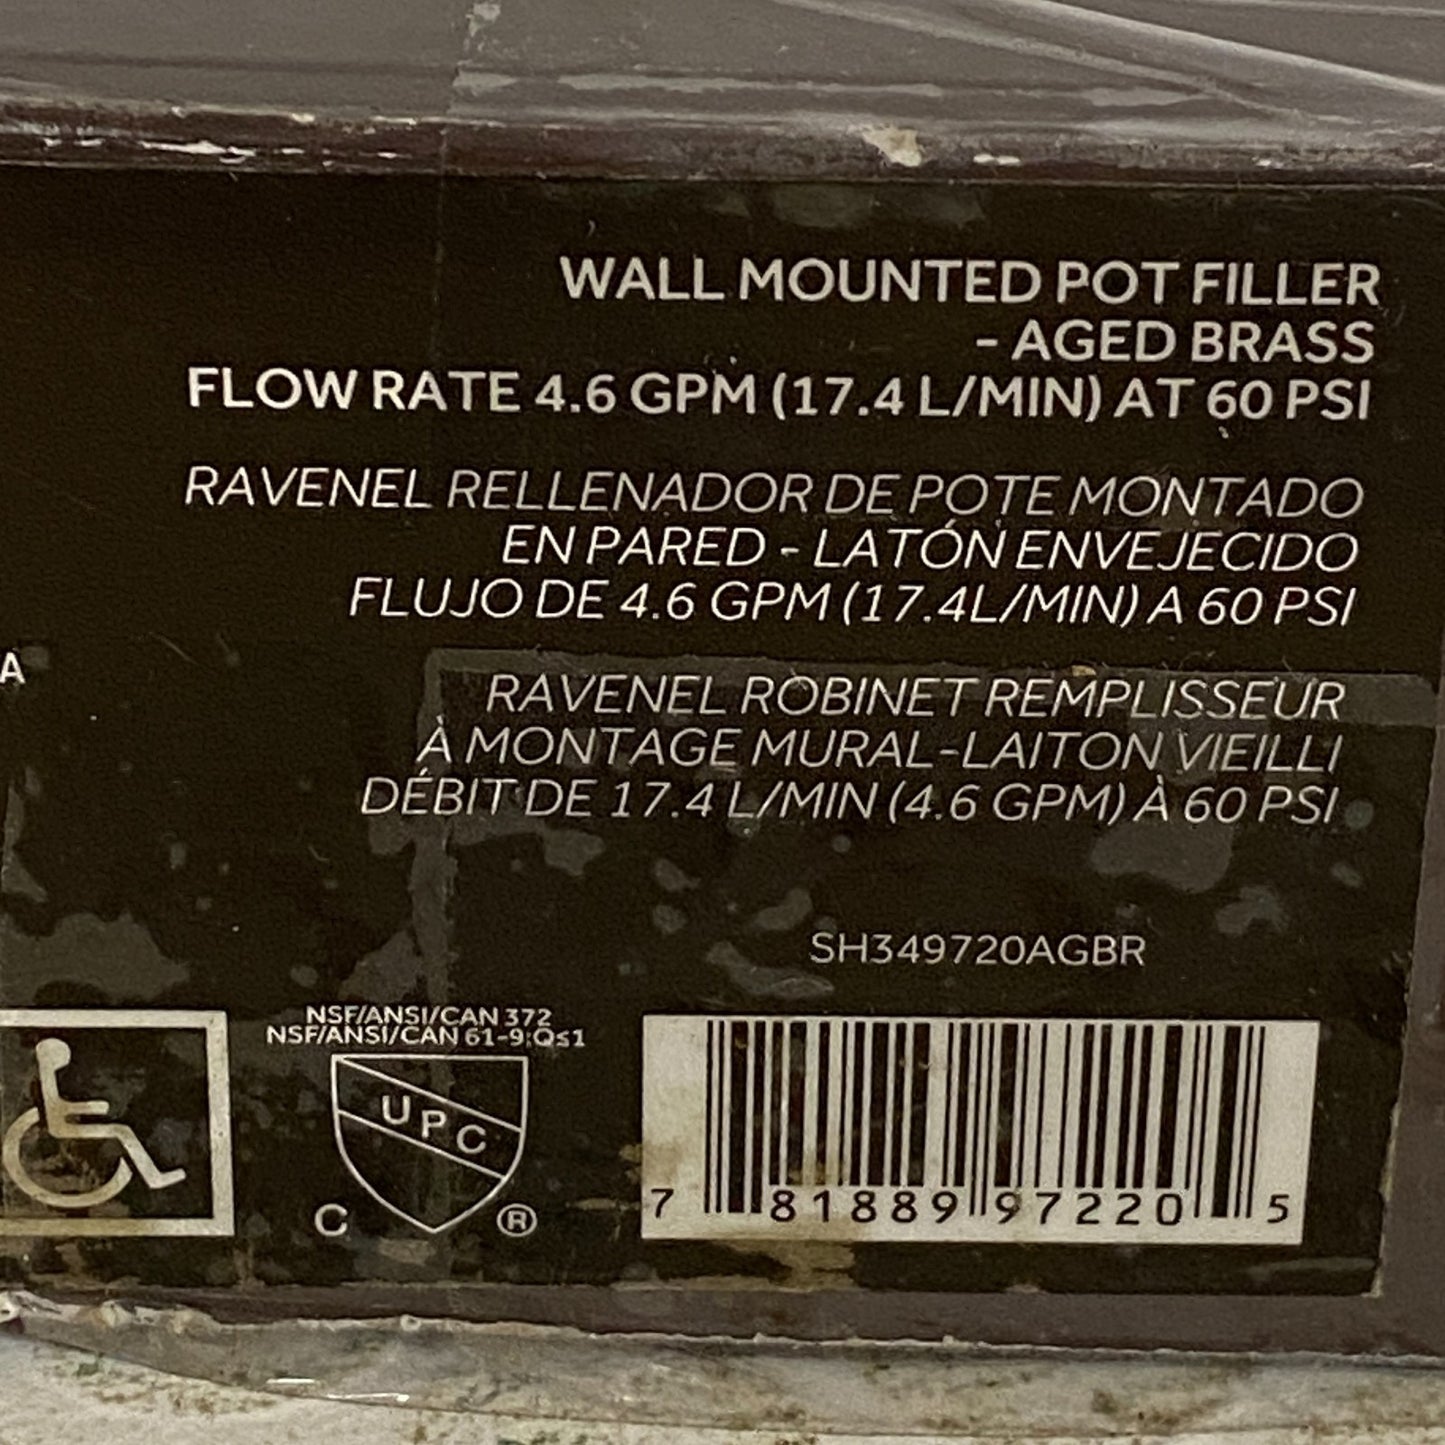 WALL MOUNTED POT FILLER
- AGED BRASS
FLOW RATE 4.6 GPM (17.4 L/MIN) AT 60 PSI
RAVENEL RELLENADOR DE POTE MONTADO
EN PARED - LATÓN ENVEJECIDO
FLUJO DE 4.6 GPM (17.4L/MIN) A 60 PSI
A
RAVENEL ROBINET REMPLISSEUR
À MONTAGE MURAL-LAITON VIEILLI
DÉBIT DE 17.4 L/MIN (4.6 GPM) À 60 PSI
SH349720AGBR
NSF/ANSI/CAN 372
NSF/ANSI/CAN 61-9:Q≤1
UPC
C ®
7 81889 97220 5